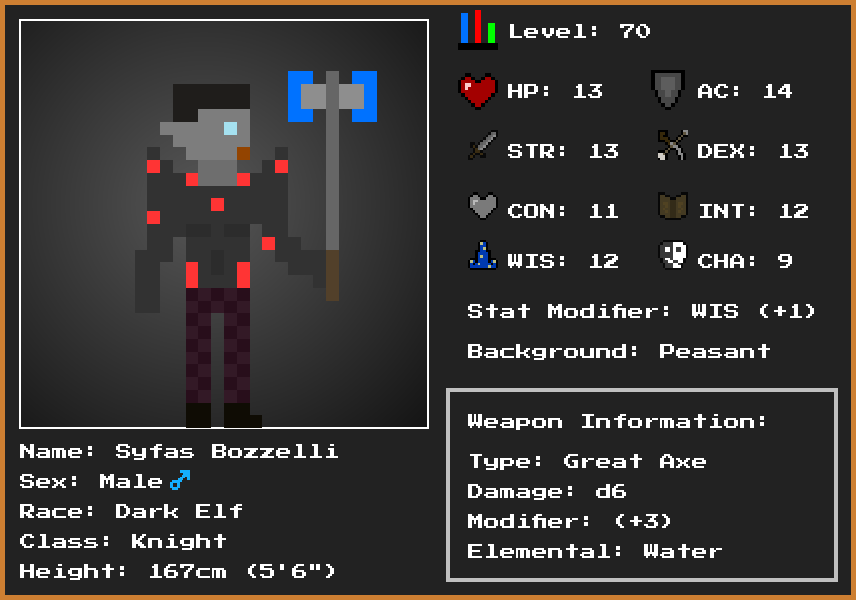 Level: 70
HP: 13
AC: 14
STR: 13
DEX: 13
CON: 11
INT: 12
WIS: 12
CHA: 9
Stat Modifier: WIS (+1)
Background: Peasant
Weapon Information:
Type: Great Axe
Damage: d6
Modifier: (+3)
Elemental: Water
Name: Syfas Bozzelli
Sex: Male ♂
Race: Dark Elf
Class: Knight
Height: 167cm (5'6")